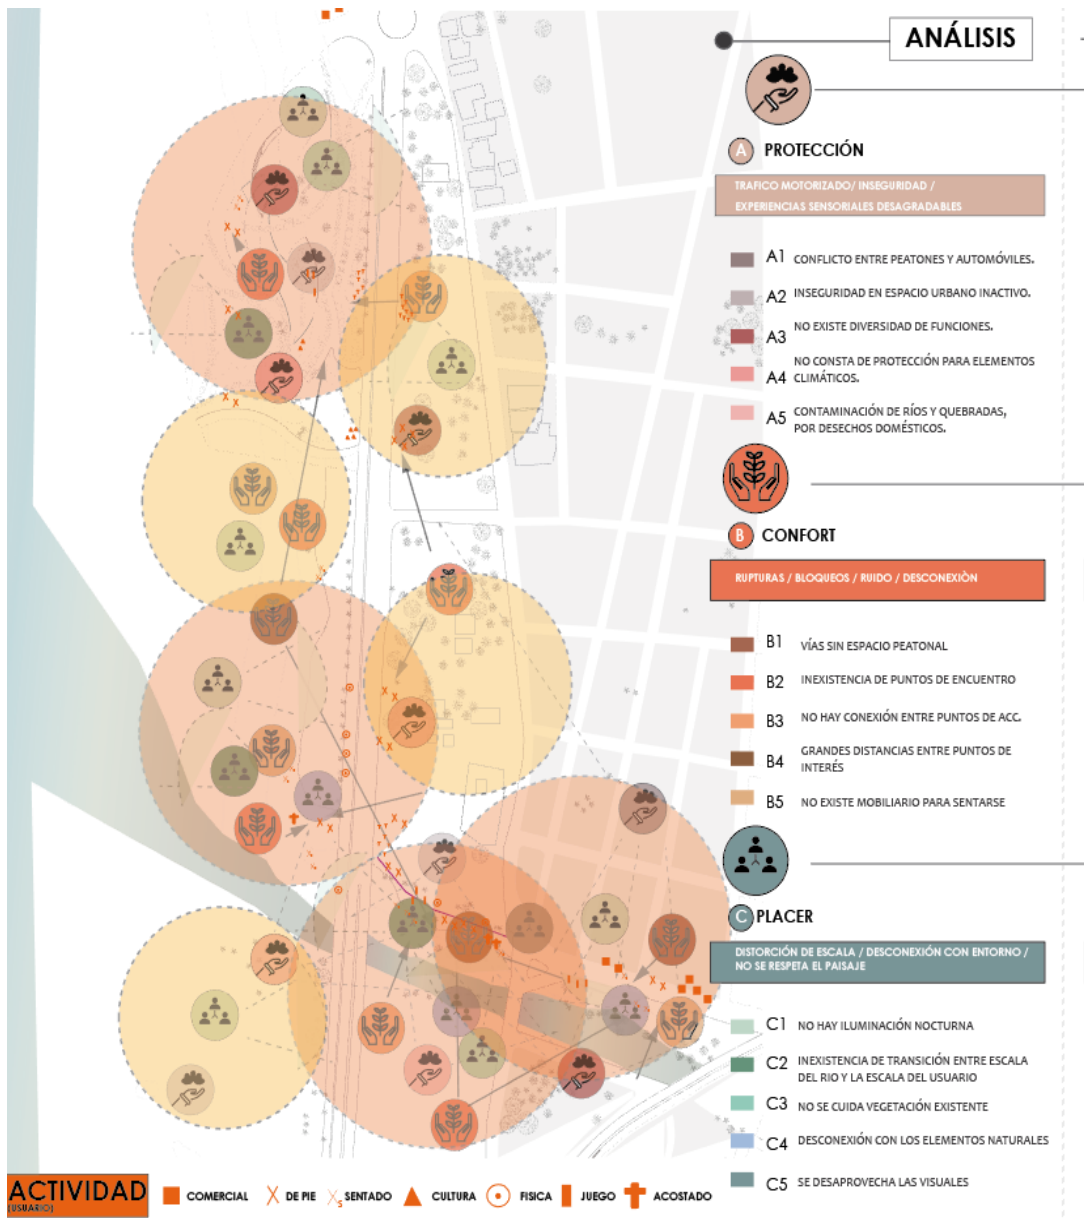 ANÁLISIS
A PROTECCIÓN
TRAFICO MOTORIZADO/ INSEGURIDAD /
EXPERIENCIAS SENSORIALES DESAGRADABLES
A1 CONFLICTO ENTRE PEATONES Y AUTOMÓVILES.
A2 INSEGURIDAD EN ESPACIO URBANO INACTIVO.
A3 NO EXISTE DIVERSIDAD DE FUNCIONES.
A4 NO CONSTA DE PROTECCIÓN PARA ELEMENTOS
CLIMÁTICOS.
A5 CONTAMINACIÓN DE RÍOS Y QUEBRADAS,
POR DESECHOS DOMÉSTICOS.
B CONFORT
RUPTURAS / BLOQUEOS / RUIDO / DESCONEXIÒN
B1 VÍAS SIN ESPACIO PEATONAL
B2 INEXISTENCIA DE PUNTOS DE ENCUENTRO
B3 NO HAY CONEXIÓN ENTRE PUNTOS DE ACC.
B4 GRANDES DISTANCIAS ENTRE PUNTOS DE
INTERÉS
B5 NO EXISTE MOBILIARIO PARA SENTARSE
C PLACER
DISTORCIÓN DE ESCALA / DESCONEXIÓN CON ENTORNO /
NO SE RESPETA EL PAISAJE
C1 NO HAY ILUMINACIÓN NOCTURNA
C2 INEXISTENCIA DE TRANSICIÓN ENTRE ESCALA
DEL RIO Y LA ESCALA DEL USUARIO
C3 NO SE CUIDA VEGETACIÓN EXISTENTE
C4 DESCONEXIÓN CON LOS ELEMENTOS NATURALES
C5 SE DESAPROVECHA LAS VISUALES
ACTIVIDAD
(USUARIO)
COMERCIAL DE PIE SENTADO CULTURA FISICA JUEGO ACOSTADO